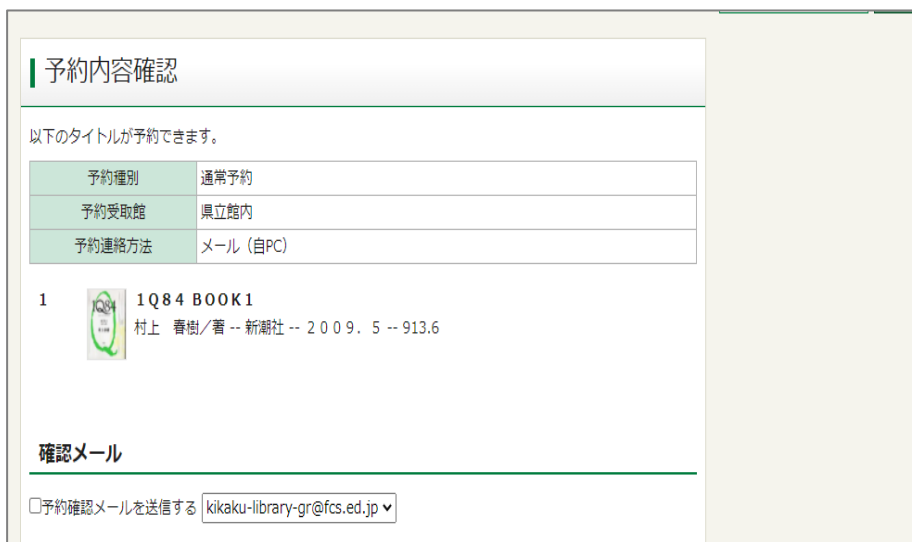 予約内容確認
以下のタイトルが予約できます。
予約種別 通常予約
予約受取館 県立館内
予約連絡方法 メール（自PC）
1 1Q84 BOOK1
1Q84
村上　春樹／著 -- 新潮社 -- ２００９．５ -- 913.6
確認メール
予約確認メールを送信する kikaku-library-gr@fcs.ed.jp